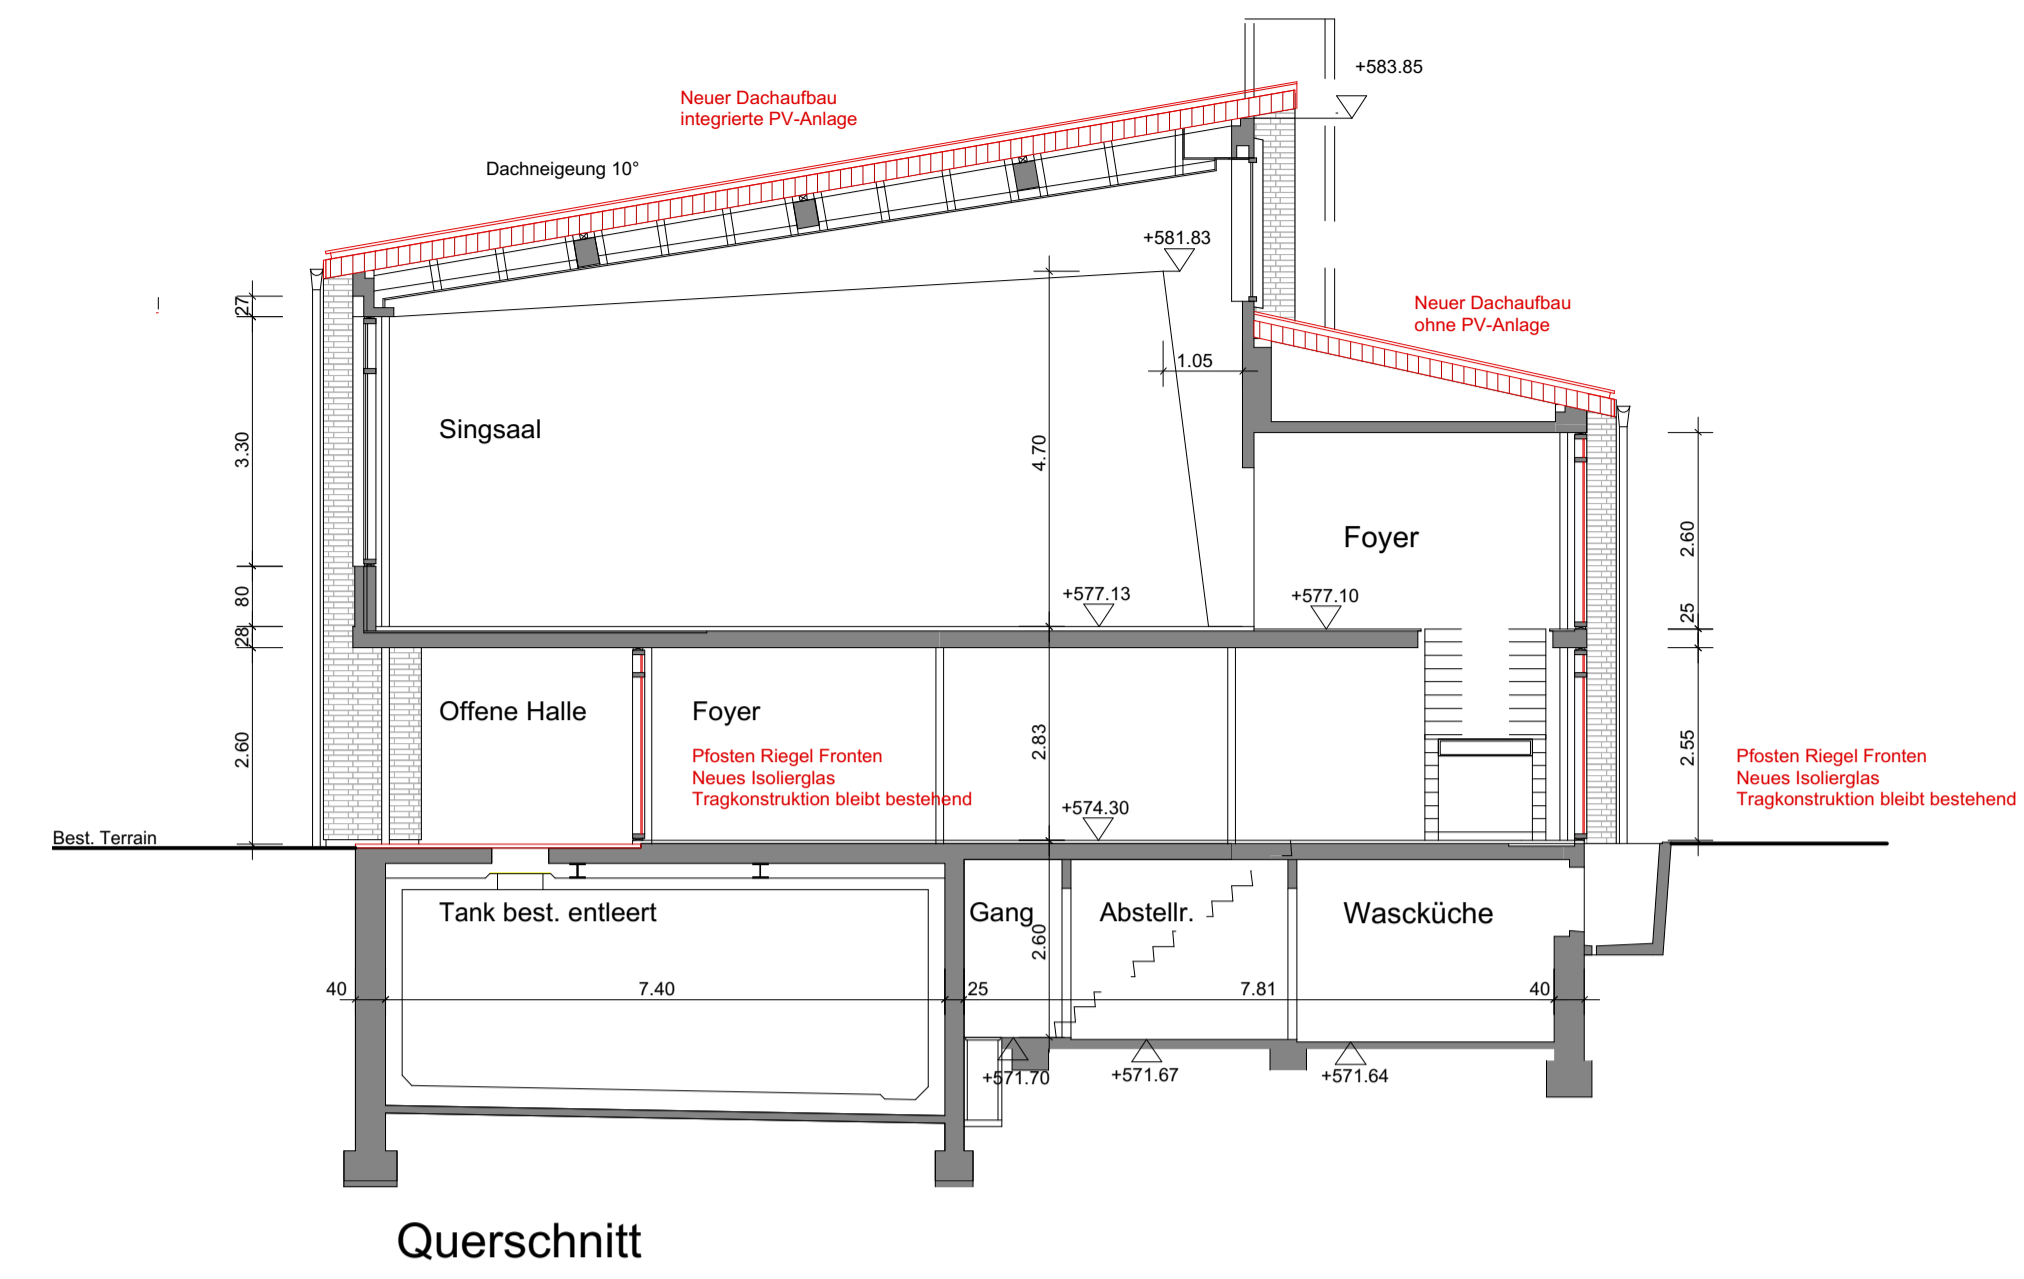 +583.85
Neuer Dachaufbau
integrierte PV-Anlage
Dachneigeung 10°
+581.83
27
Neuer Dachaufbau
ohne PV-Anlage
1.05
Singsaal
3.30
4.70
Foyer
2.60
80
+577.13
+577.10
25
28
Offene Halle
Foyer
2.60
2.83
2.55
Pfosten Riegel Fronten
Neues Isolierglas
Tragkonstruktion bleibt bestehend
Pfosten Riegel Fronten
Neues Isolierglas
Tragkonstruktion bleibt bestehend
+574.30
Best. Terrain
Tank best. entleert
Gang
Abstellr.
Wascküche
2.60
40
7.40
25
7.81
40
+571.70
+571.67
+571.64
Querschnitt